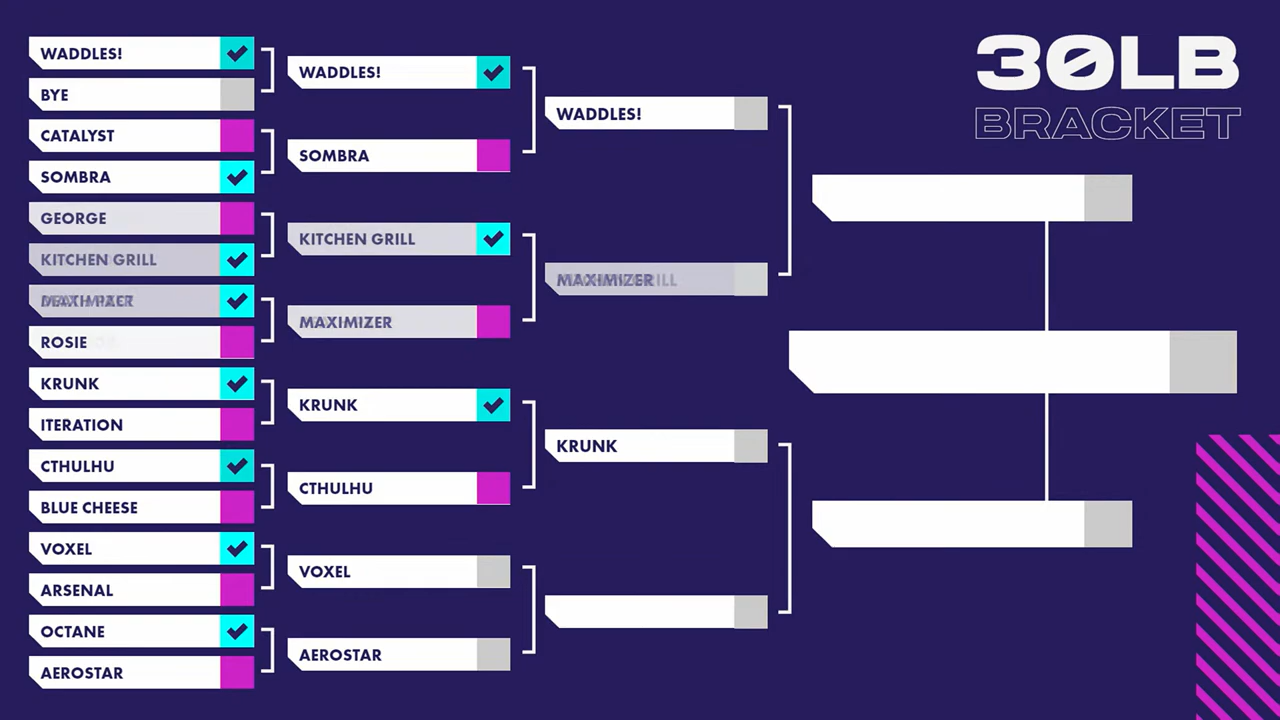 30LB
BRACKET
WADDLES!
BYE
CATALYST
SOMBRA
GEORGE
KITCHEN GRILL
ROSIE
KRUNK
ITERATION
CTHULHU
BLUE CHEESE
VOXEL
ARSENAL
OCTANE
AEROSTAR
WADDLES!
SOMBRA
KITCHEN GRILL
MAXIMIZER
KRUNK
CTHULHU
VOXEL
AEROSTAR
WADDLES!
MAXIMIZER
KRUNK